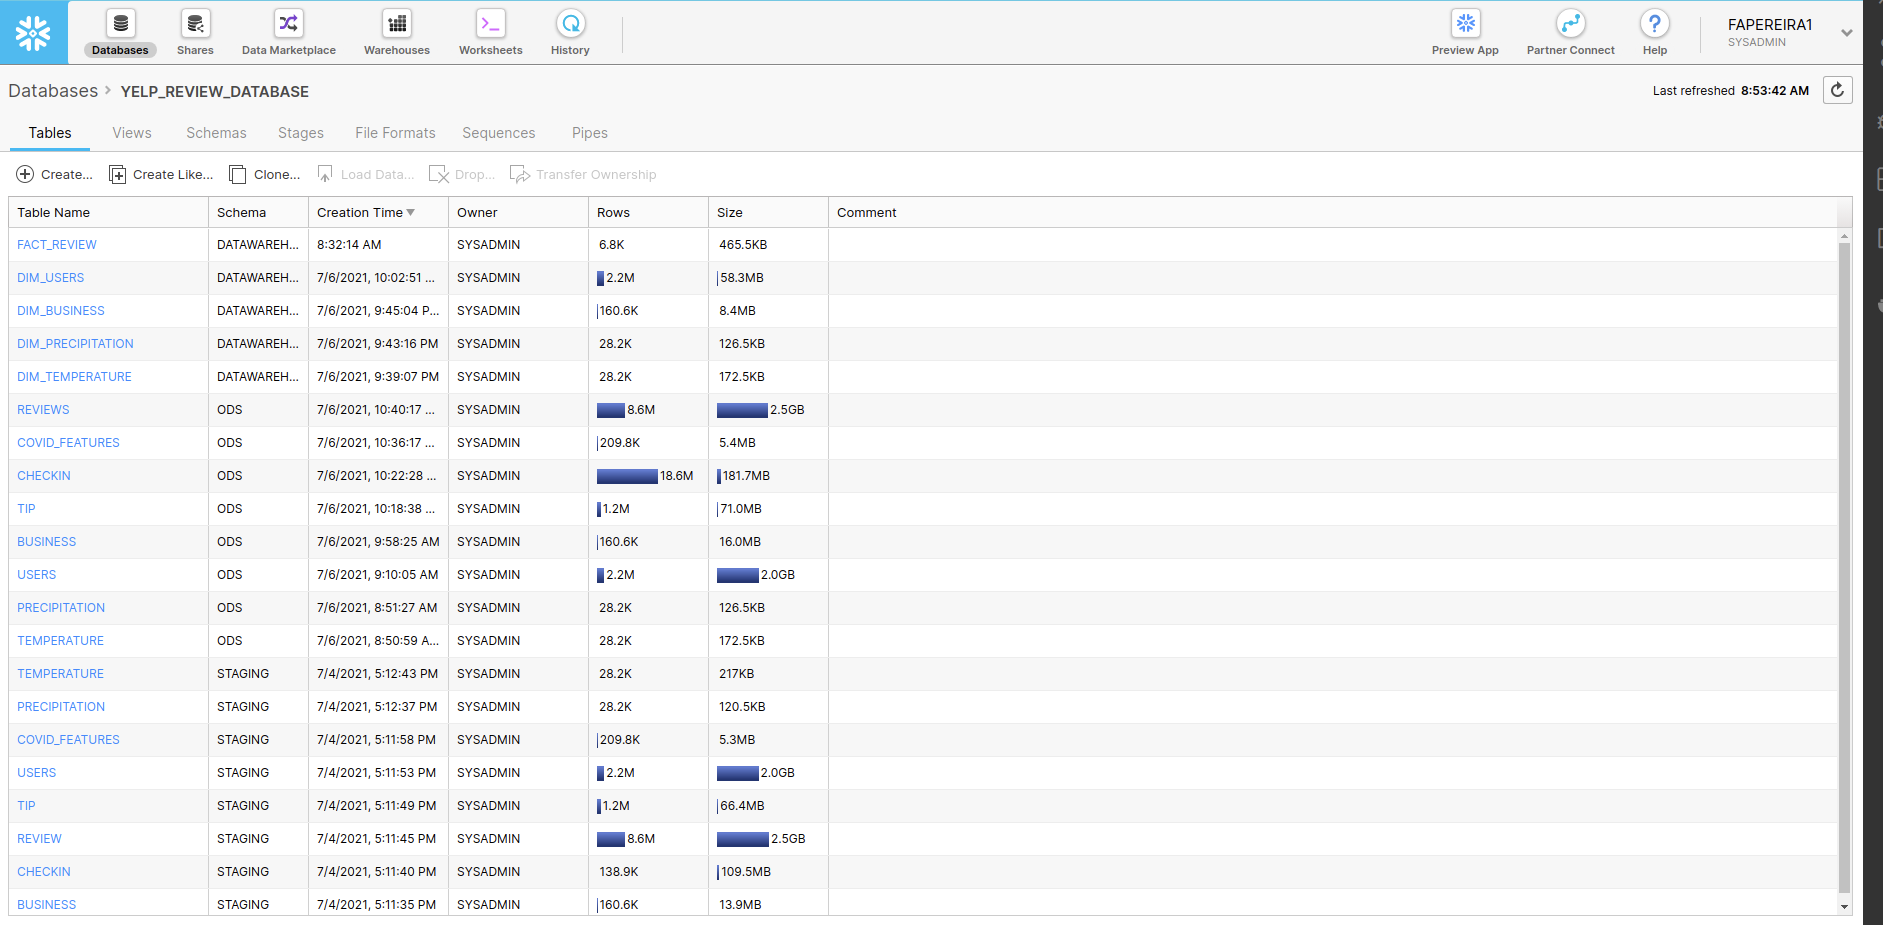 Databases Shares Data Marketplace Warehouses Worksheets History Preview App Partner Connect Help FAPEREIRA1
SYSADMIN
Databases > YELP_REVIEW_DATABASE Last refreshed 8:53:42 AM
Tables Views Schemas Stages File Formats Sequences Pipes
Create... Create Like... Clone... Load Data... Drop... Transfer Ownership
Table Name Schema Creation Time Owner Rows Size Comment
FACT_REVIEW DATAWAREH... 8:32:14 AM SYSADMIN 6.8K 465.5KB
DIM_USERS DATAWAREH... 7/6/2021, 10:02:51 ... SYSADMIN 2.2M 58.3MB
DIM_BUSINESS DATAWAREH... 7/6/2021, 9:45:04 P... SYSADMIN 160.6K 8.4MB
DIM_PRECIPITATION DATAWAREH... 7/6/2021, 9:43:16 PM SYSADMIN 28.2K 126.5KB
DIM_TEMPERATURE DATAWAREH... 7/6/2021, 9:39:07 PM SYSADMIN 28.2K 172.5KB
REVIEWS ODS 7/6/2021, 10:40:17 ... SYSADMIN 8.6M 2.5GB
COVID_FEATURES ODS 7/6/2021, 10:36:17 ... SYSADMIN 209.8K 5.4MB
CHECKIN ODS 7/6/2021, 10:22:28 ... SYSADMIN 18.6M 181.7MB
TIP ODS 7/6/2021, 10:18:38 ... SYSADMIN 1.2M 71.0MB
BUSINESS ODS 7/6/2021, 9:58:25 AM SYSADMIN 160.6K 16.0MB
USERS ODS 7/6/2021, 9:10:05 AM SYSADMIN 2.2M 2.0GB
PRECIPITATION ODS 7/6/2021, 8:51:27 AM SYSADMIN 28.2K 126.5KB
TEMPERATURE ODS 7/6/2021, 8:50:59 A... SYSADMIN 28.2K 172.5KB
TEMPERATURE STAGING 7/4/2021, 5:12:43 PM SYSADMIN 28.2K 217KB
PRECIPITATION STAGING 7/4/2021, 5:12:37 PM SYSADMIN 28.2K 120.5KB
COVID_FEATURES STAGING 7/4/2021, 5:11:58 PM SYSADMIN 209.8K 5.3MB
USERS STAGING 7/4/2021, 5:11:53 PM SYSADMIN 2.2M 2.0GB
TIP STAGING 7/4/2021, 5:11:49 PM SYSADMIN 1.2M 66.4MB
REVIEW STAGING 7/4/2021, 5:11:45 PM SYSADMIN 8.6M 2.5GB
CHECKIN STAGING 7/4/2021, 5:11:40 PM SYSADMIN 138.9K 109.5MB
BUSINESS STAGING 7/4/2021, 5:11:35 PM SYSADMIN 160.6K 13.9MB